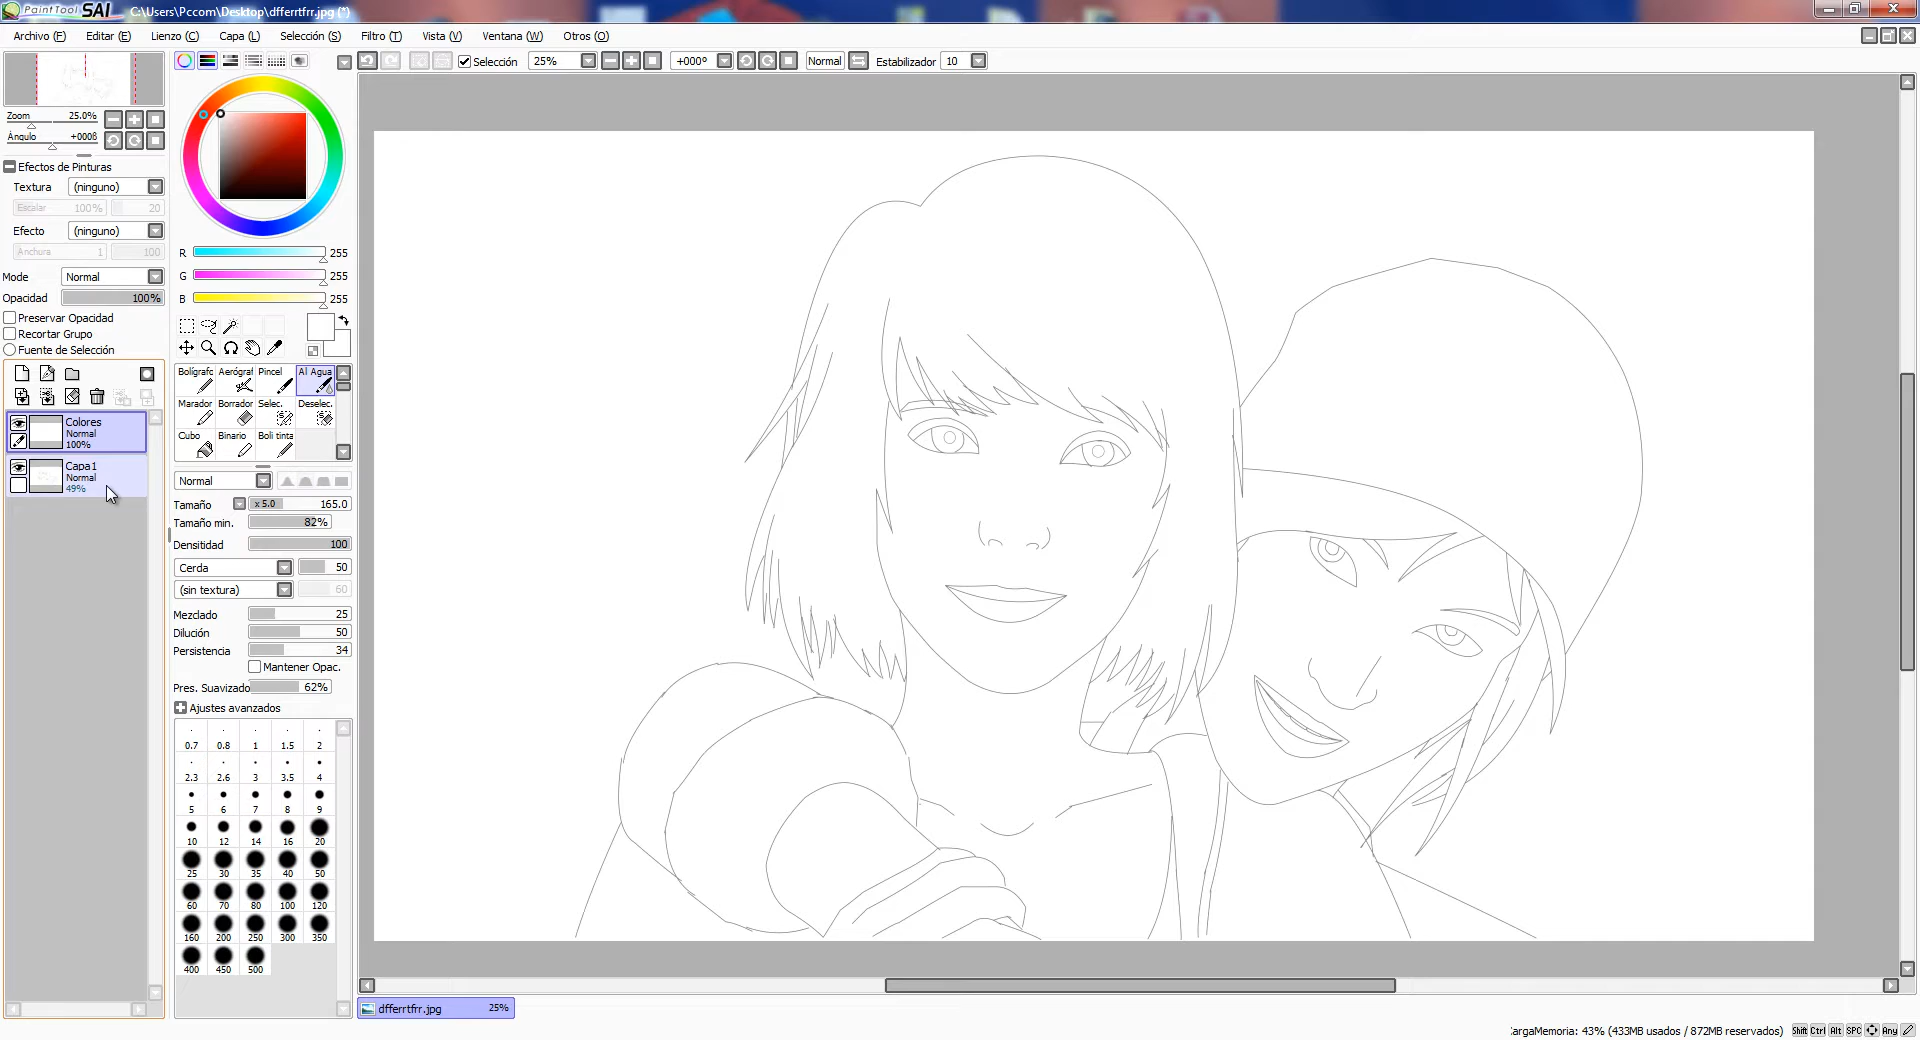 PaintTool SAI C:\Users\Pccom\Desktop\dfferrtfrr.jpg (*)
Archivo (F) Editar (E) Lienzo (C) Capa (L) Selección (S) Filtro (T) Vista (V) Ventana (W) Otros (O)
Selección 25% +000º Normal Estabilizador 10
Zoom 25.0%
Ángulo +000ß
Efectos de Pinturas
Textura (ninguno)
Escalar 100% 20
Efecto (ninguno)
Anchura 1 100
Mode Normal
Opacidad 100%
Preservar Opacidad
Recortar Grupo
Fuente de Selección
Colores
Normal
100%
Capa1
Normal
49%
R 255
G 255
B 255
Bolígrafo Aerógraf Pincel Al Agua
Marador Borrador Selec. Deselec.
Cubo Binario Boli tinta
Normal
Tamaño x 5.0 165.0
Tamaño min. 82%
Densitidad 100
Cerda 50
(sin textura) 60
Mezclado 25
Dilución 50
Persistencia 34
Mantener Opac.
Pres. Suavizado 62%
Ajustes avanzados
0.7 0.8 1 1.5 2
2.3 2.6 3 3.5 4
5 6 7 8 9
10 12 14 16 20
25 30 35 40 50
60 70 80 100 120
160 200 250 300 350
400 450 500
dfferrtfrr.jpg 25%
:argaMemoria: 43% (433MB usados / 872MB reservados) Shift Ctrl Alt SPC Any